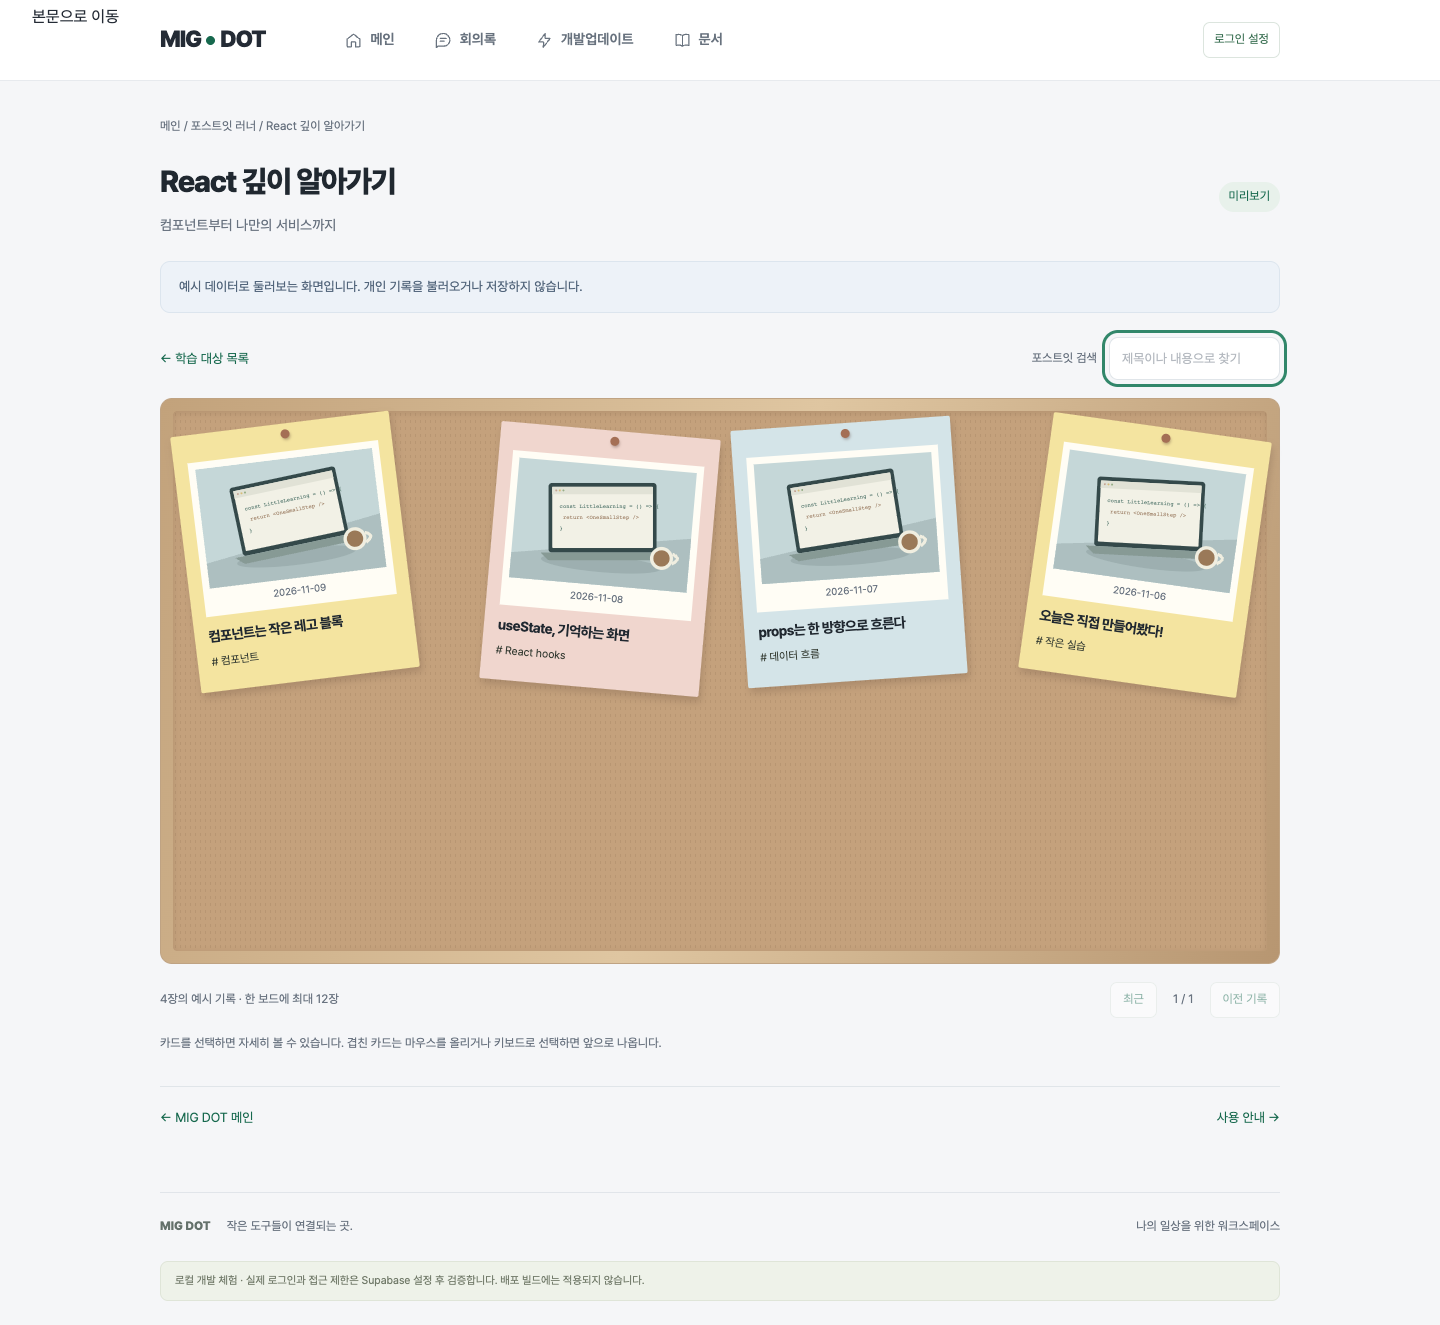 본문으로 이동
MIG DOT
메인
회의록
개발업데이트
문서
로그인 설정
메인 / 포스트잇 러너 / React 깊이 알아가기
React 깊이 알아가기
미리보기
컴포넌트부터 나만의 서비스까지
예시 데이터로 둘러보는 화면입니다. 개인 기록을 불러오거나 저장하지 않습니다.
← 학습 대상 목록
포스트잇 검색
제목이나 내용으로 찾기
const LittleLearning = () =>
return <OneSmallStep />
}
2026-11-09
컴포넌트는 작은 레고 블록
# 컴포넌트
const LittleLearning = () =>
return <OneSmallStep />
}
2026-11-08
useState, 기억하는 화면
# React hooks
const LittleLearning = () =>
return <OneSmallStep />
}
2026-11-07
props는 한 방향으로 흐른다
# 데이터 흐름
const LittleLearning = () =>
return <OneSmallStep />
}
2026-11-06
오늘은 직접 만들어봤다!
# 작은 실습
4장의 예시 기록 · 한 보드에 최대 12장
최근
1 / 1
이전 기록
카드를 선택하면 자세히 볼 수 있습니다. 겹친 카드는 마우스를 올리거나 키보드로 선택하면 앞으로 나옵니다.
← MIG DOT 메인
사용 안내 →
MIG DOT
작은 도구들이 연결되는 곳.
나의 일상을 위한 워크스페이스
로컬 개발 체험 · 실제 로그인과 접근 제한은 Supabase 설정 후 검증합니다. 배포 빌드에는 적용되지 않습니다.